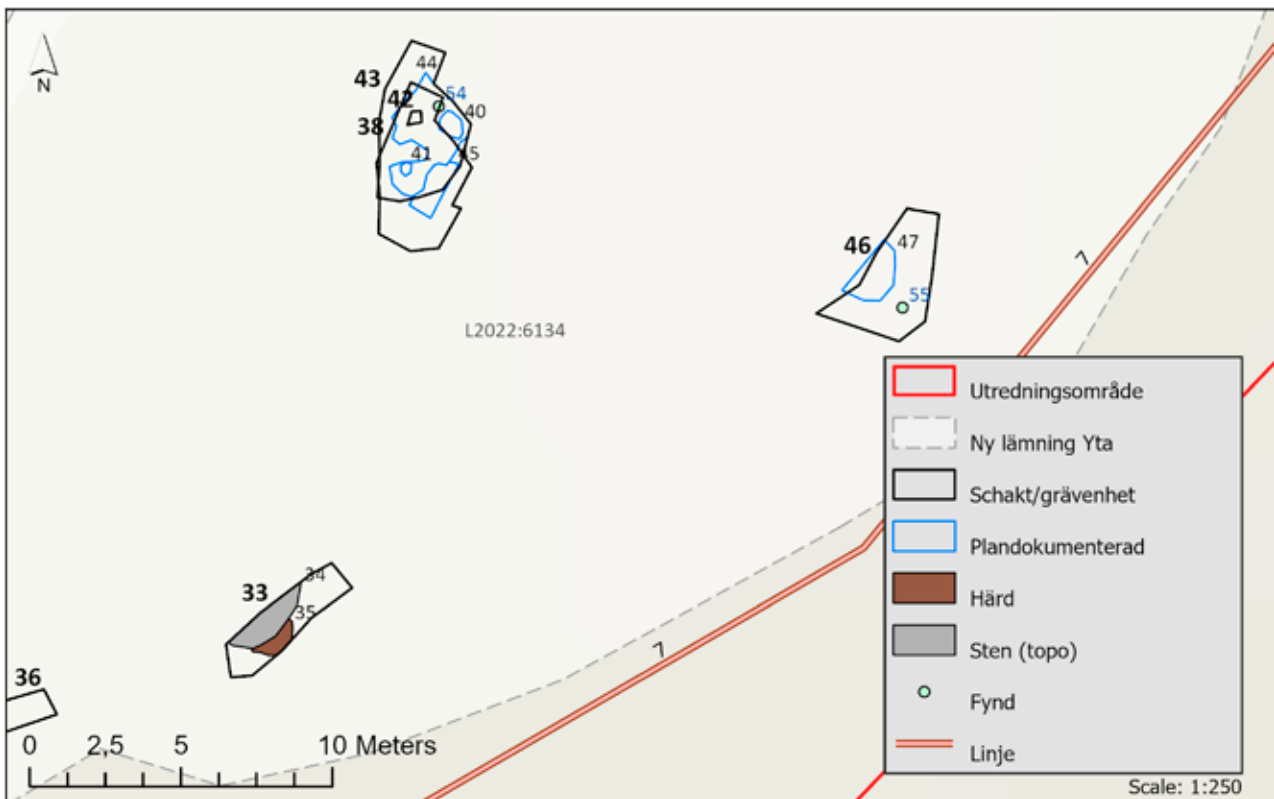 N
44
43
54
42
40
38
41
45
46
47
55
7
L2022:6134
Utredningsområde
Ny lämning Yta
Schakt/grävenhet
Plandokumenterad
Härd
Sten (topo)
Fynd
Linje
34
33
35
7
36
0 2,5 5 10 Meters
Scale: 1:250